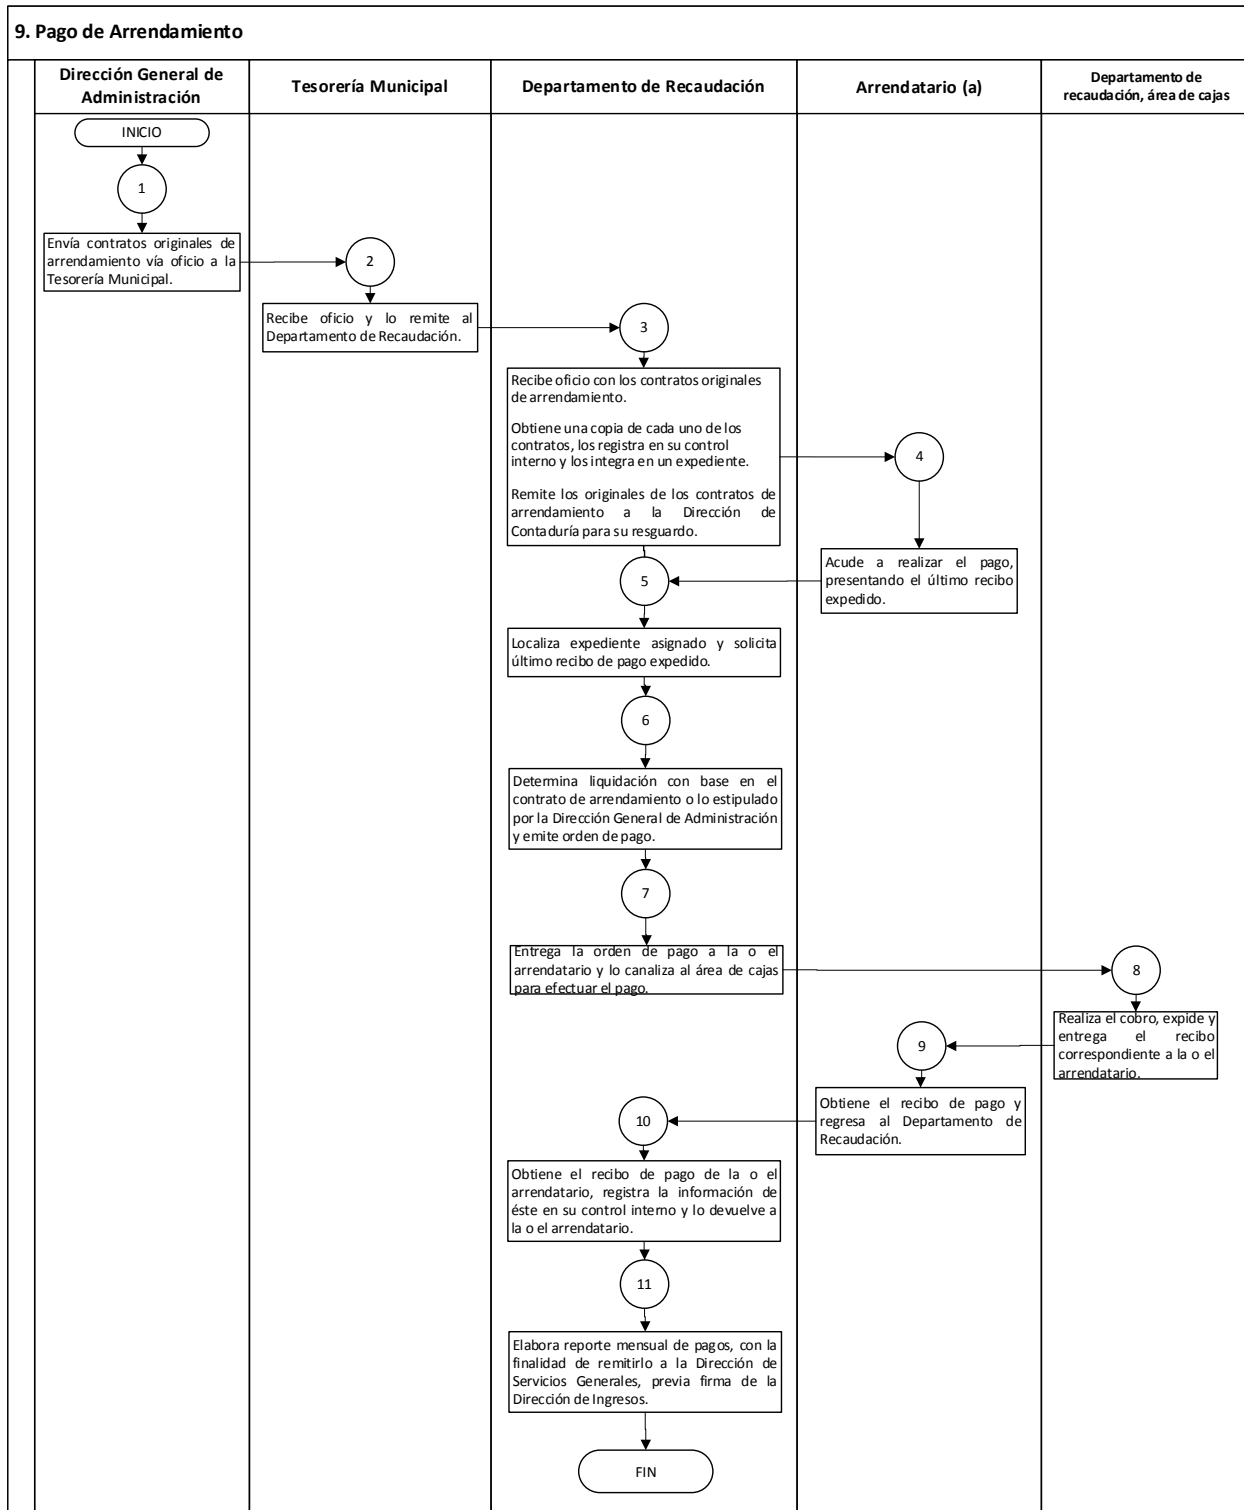 9. Pago de Arrendamiento
Dirección General de
Administración
Tesorería Municipal
Departamento de Recaudación
Arrendatario (a)
Departamento de
recaudación, área de cajas
INICIO
1
Envía contratos originales de
arrendamiento vía oficio a la
Tesorería Municipal.
2
Recibe oficio y lo remite al
Departamento de Recaudación.
3
Recibe oficio con los contratos originales
de arrendamiento.
Obtiene una copia de cada uno de los
contratos, los registra en su control
interno y los integra en un expediente.
Remite los originales de los contratos de
arrendamiento a la Dirección de
Contaduría para su resguardo.
4
Acude a realizar el pago,
presentando el último recibo
expedido.
5
Localiza expediente asignado y solicita
último recibo de pago expedido.
6
Determina liquidación con base en el
contrato de arrendamiento o lo estipulado
por la Dirección General de Administración
y emite orden de pago.
7
Entrega la orden de pago a la o el
arrendatario y lo canaliza al área de cajas
para efectuar el pago.
8
Realiza el cobro, expide y
entrega el recibo
correspondiente a la o el
arrendatario.
9
Obtiene el recibo de pago y
regresa al Departamento de
Recaudación.
10
Obtiene el recibo de pago de la o el
arrendatario, registra la información de
éste en su control interno y lo devuelve a
la o el arrendatario.
11
Elabora reporte mensual de pagos, con la
finalidad de remitirlo a la Dirección de
Servicios Generales, previa firma de la
Dirección de Ingresos.
FIN